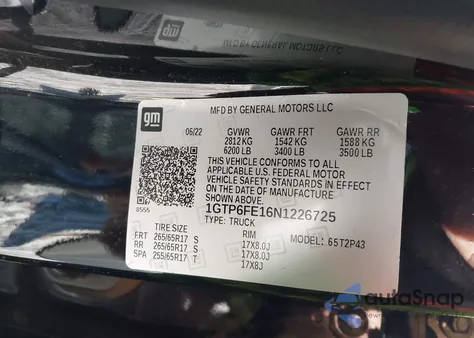 MFD BY GENERAL MOTORS LLC
gm
06/22 GVWR GAWR FRT GAWR RR
2812 KG 1542 KG 1588 KG
6200 LB 3400 LB 3500 LB
THIS VEHICLE CONFORMS TO ALL
APPLICABLE U.S. FEDERAL MOTOR
VEHICLE SAFETY STANDARDS IN EFFECT
ON THE DATE OF MANUFACTURE
SHOWN ABOVE.
1GTP6FE16N1226725
8555 TYPE: TRUCK
TIRE SIZE RIM MODEL: 65T2P43
FRT 265/65R17 S 17X8.0J
RR 265/65R17 S 17X8.0J
SPA 255/65R17 T 17X8J
autoSnap